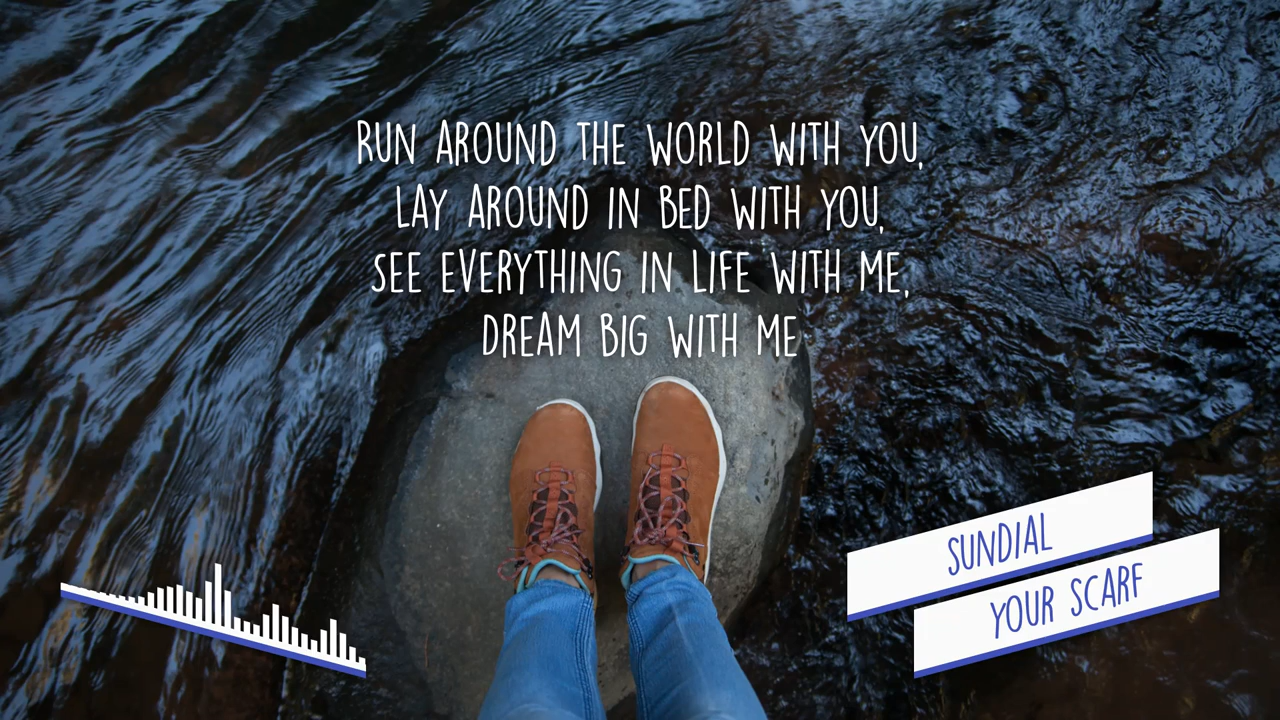 RUN AROUND THE WORLD WITH YOU,
LAY AROUND IN BED WITH YOU,
SEE EVERYTHING IN LIFE WITH ME,
DREAM BIG WITH ME
SUNDIAL
YOUR SCARF